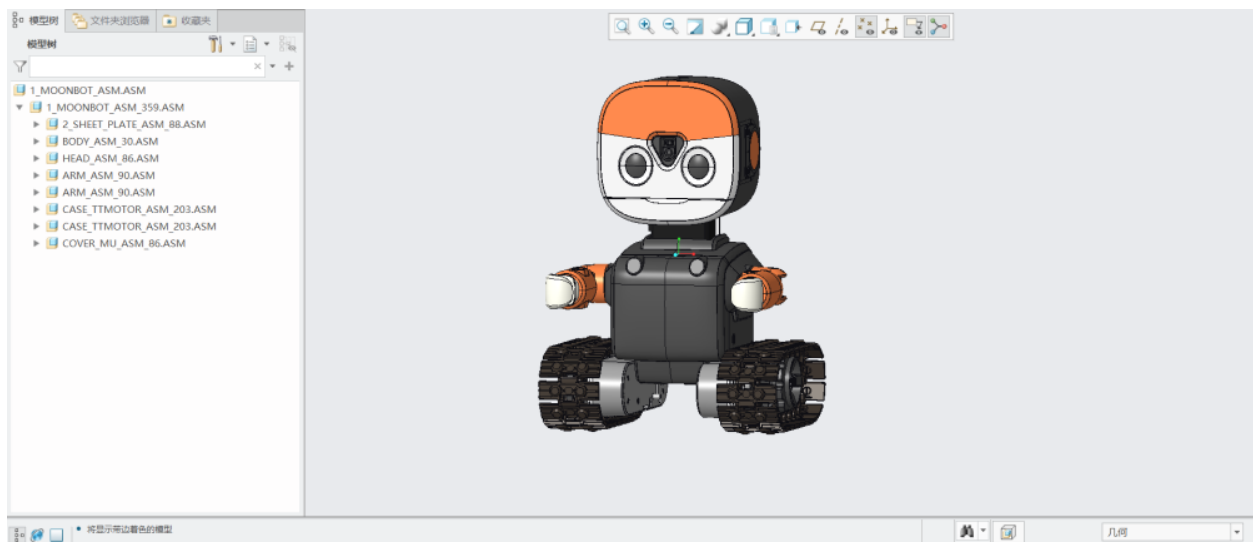 模型树 文件夹浏览器 收藏夹
模型树
1_MOONBOT_ASM.ASM
1_MOONBOT_ASM_359.ASM
2_SHEET_PLATE_ASM_88.ASM
BODY_ASM_30.ASM
HEAD_ASM_86.ASM
ARM_ASM_90.ASM
ARM_ASM_90.ASM
CASE_TTMOTOR_ASM_203.ASM
CASE_TTMOTOR_ASM_203.ASM
COVER_MU_ASM_86.ASM
将显示带边着色的模型
几何